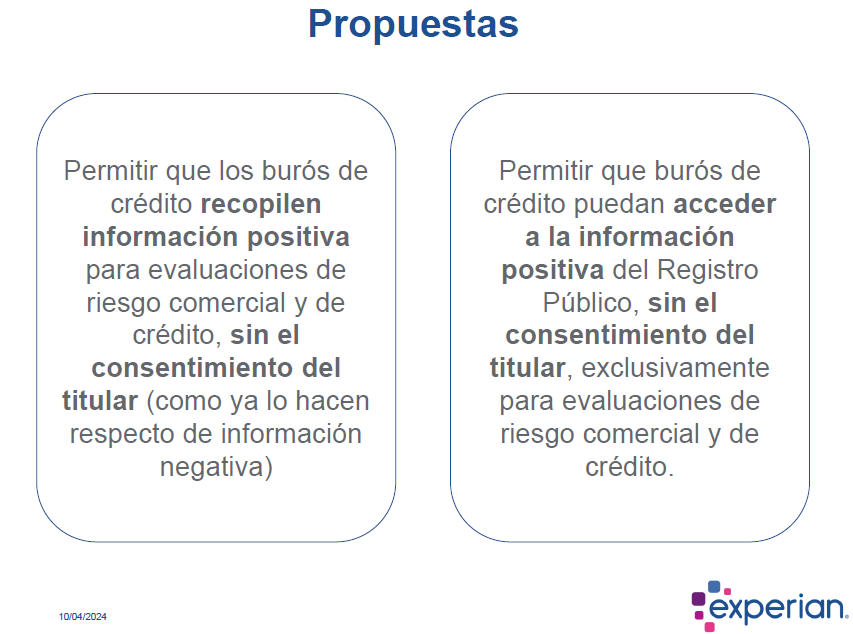 Propuestas
Permitir que los burós de
crédito recopilen
información positiva
para evaluaciones de
riesgo comercial y de
crédito, sin el
consentimiento del
titular (como ya lo hacen
respecto de información
negativa)
Permitir que burós de
crédito puedan acceder
a la información
positiva del Registro
Público, sin el
consentimiento del
titular, exclusivamente
para evaluaciones de
riesgo comercial y de
crédito.
10/04/2024
experian.